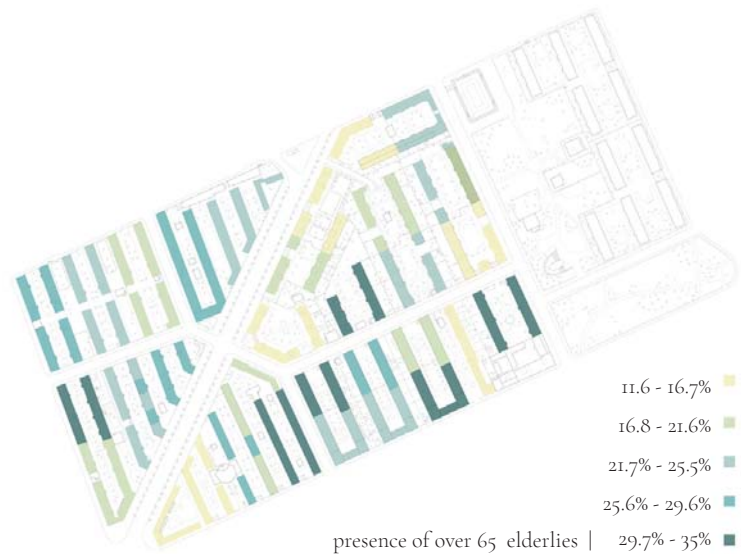 11.6 - 16.7%
16.8 - 21.6%
21.7% - 25.5%
25.6% - 29.6%
presence of over 65 elderlies | 29.7% - 35%